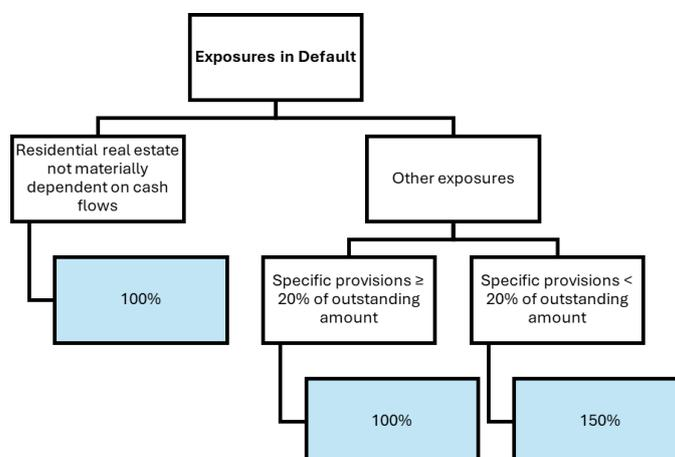 Exposures in Default
Residential real estate
not materially
dependent on cash
flows
Other exposures
100%
Specific provisions ≥
20% of outstanding
amount
Specific provisions <
20% of outstanding
amount
100%
150%